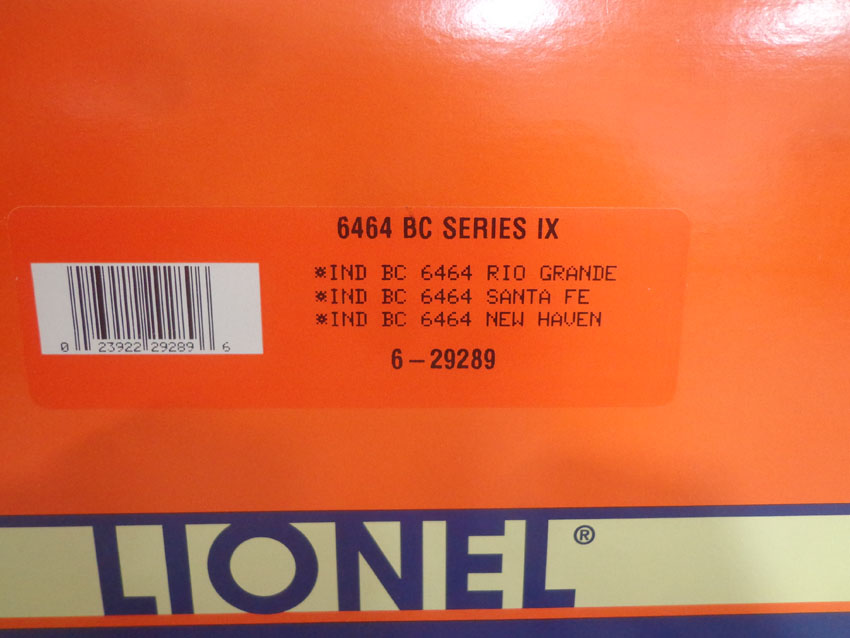 6464 BC SERIES IX
※IND BC 6464 RIO GRANDE
※IND BC 6464 SANTA FE
※IND BC 6464 NEW HAVEN
0 23922 29289 6
6-29289
LIONEL®